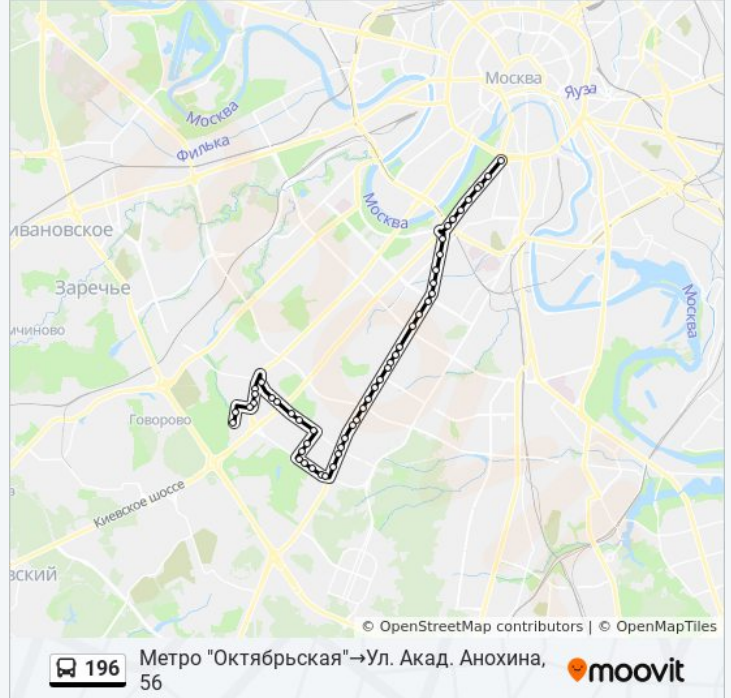 Москва
Яуза
Москва
Филька
Москва
ивановское
Заречье
Москва
мчиново
Говорово
Киевское шоссе
вский
© OpenStreetMap contributors | © OpenMapTiles
196
Метро "Октябрьская"→Ул. Акад. Анохина,
56
moovit